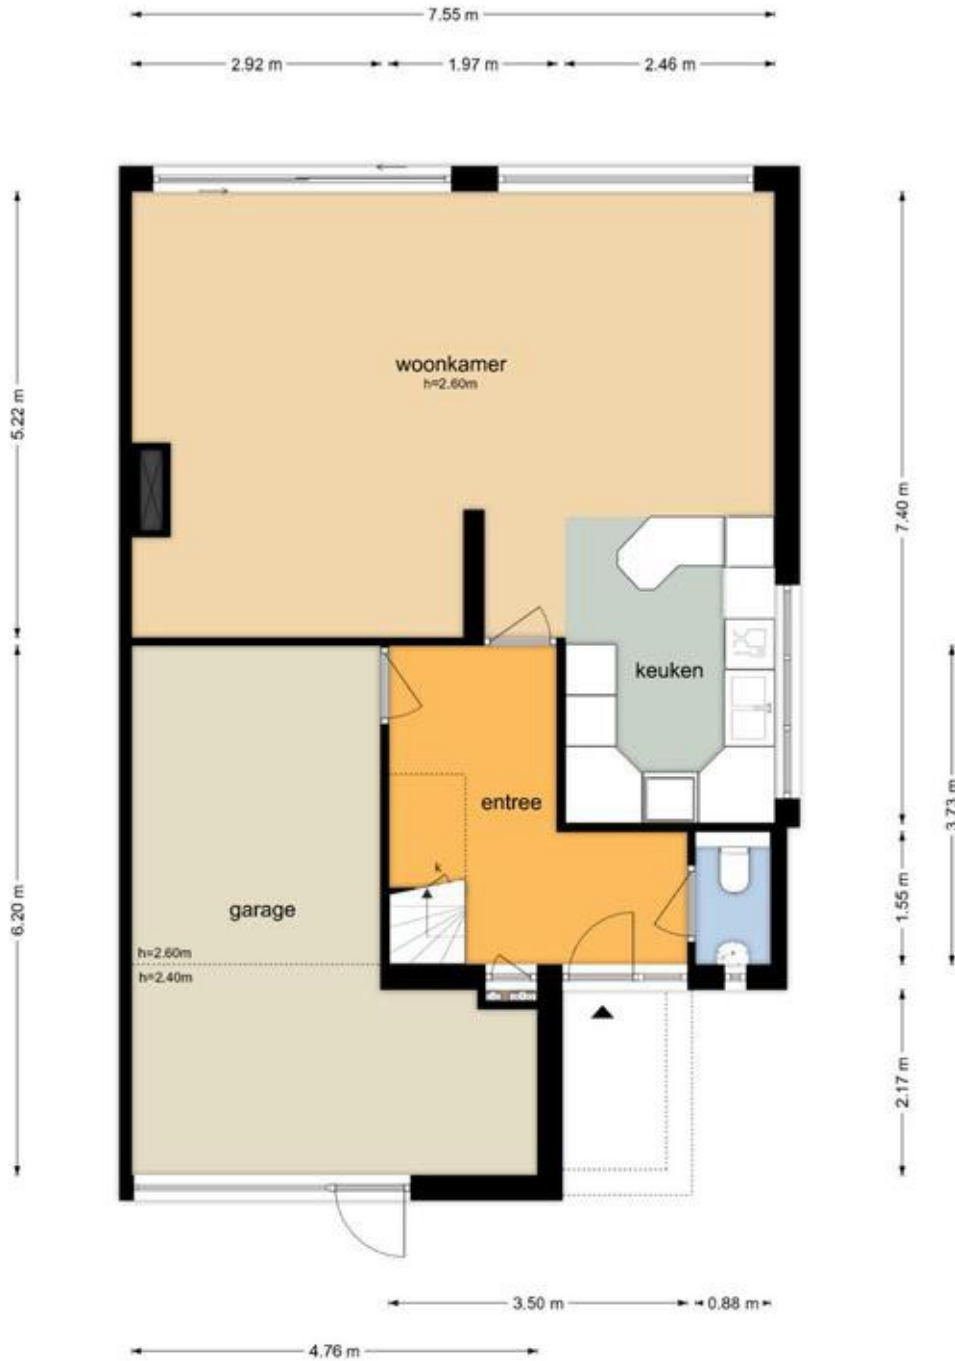 7.55 m
2.92 m
1.97 m
2.46 m
woonkamer
h=2.60m
5.22 m
7.40 m
keuken
entree
3.73 m
k
garage
6.20 m
1.55 m
h=2.60m
h=2.40m
2.17 m
3.50 m
0.88 m
4.76 m